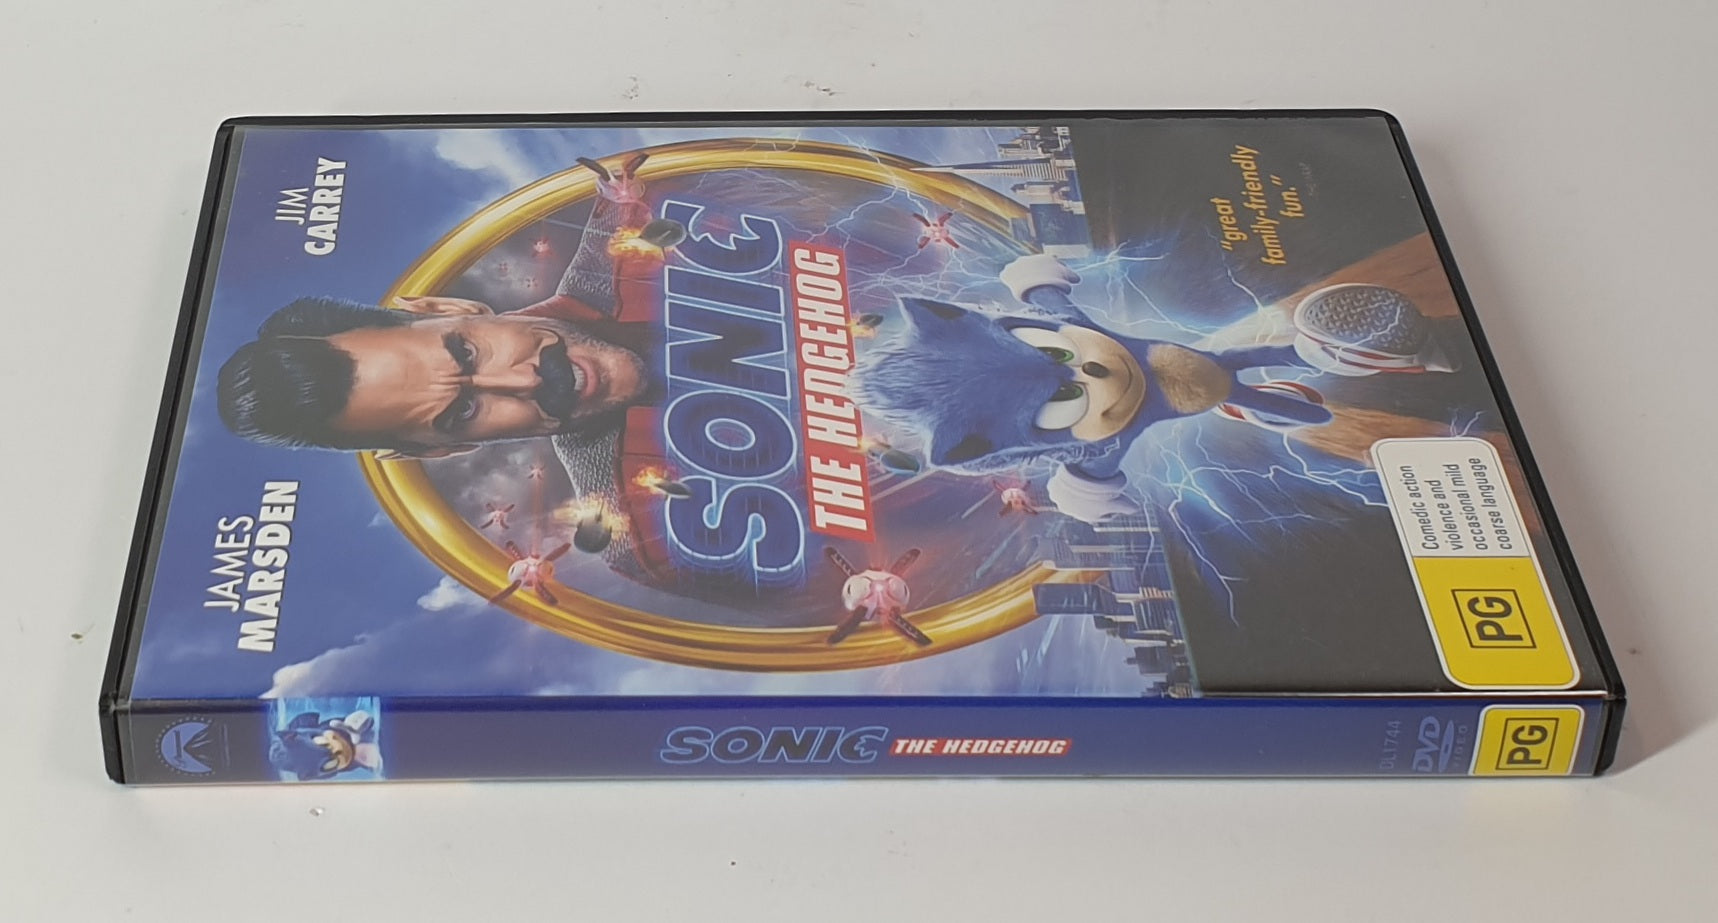 JAMES
MARSDEN
JIM
CARREY
SONIC
THE HEDGEHOG
"great
family-friendly
fun."
Comedic action
violence and
occasional mild
coarse language
PG
SONIC THE HEDGEHOG
DL1744
DVD
VIDEO
PG